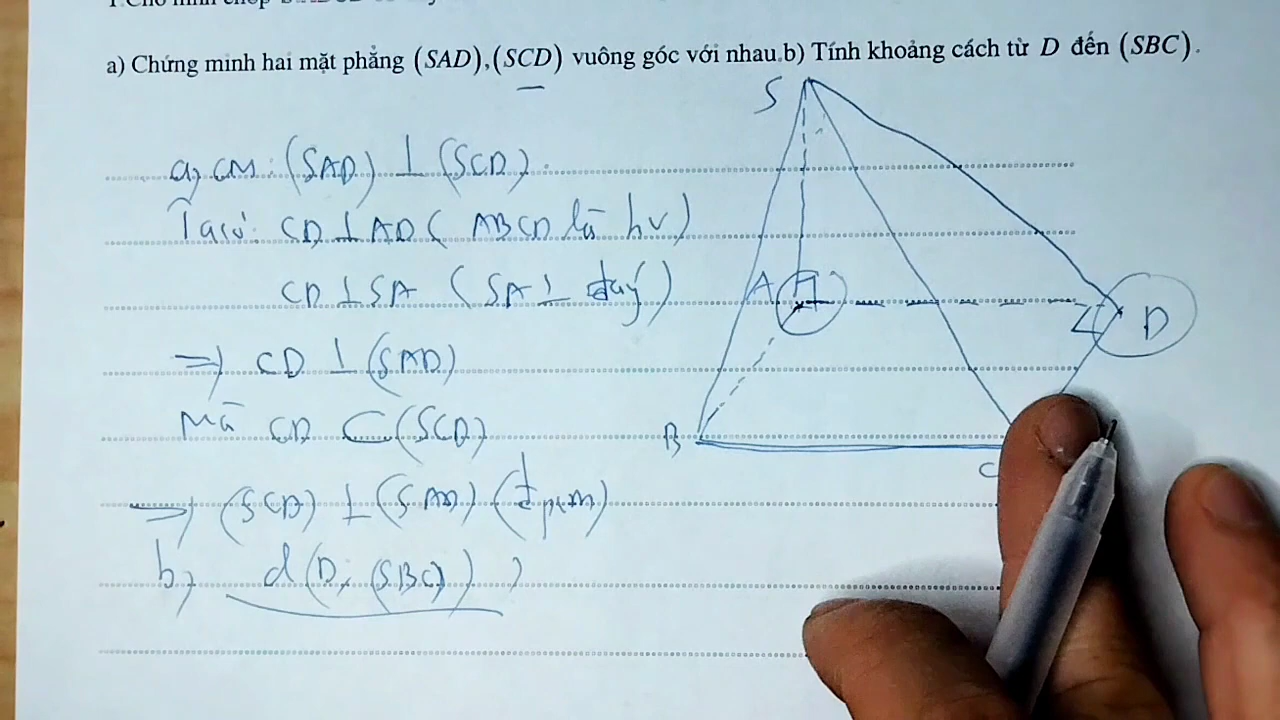 a) Chứng minh hai mặt phẳng (SAD),(SCD) vuông góc với nhau.b) Tính khoảng cách từ D đến (SBC).
S
a, CM: (SAD) ⊥ (SCD).
Ta có: CD ⊥ AD ( ABCD là hv)
CD ⊥ SA ( SA ⊥ đáy)
A
D
⇒ CD ⊥ (SAD)
Mà CD ⊂ (SCD)
B
C
⇒ (SCD) ⊥ (SAD) (đpcm)
b, d(D, (SBC))